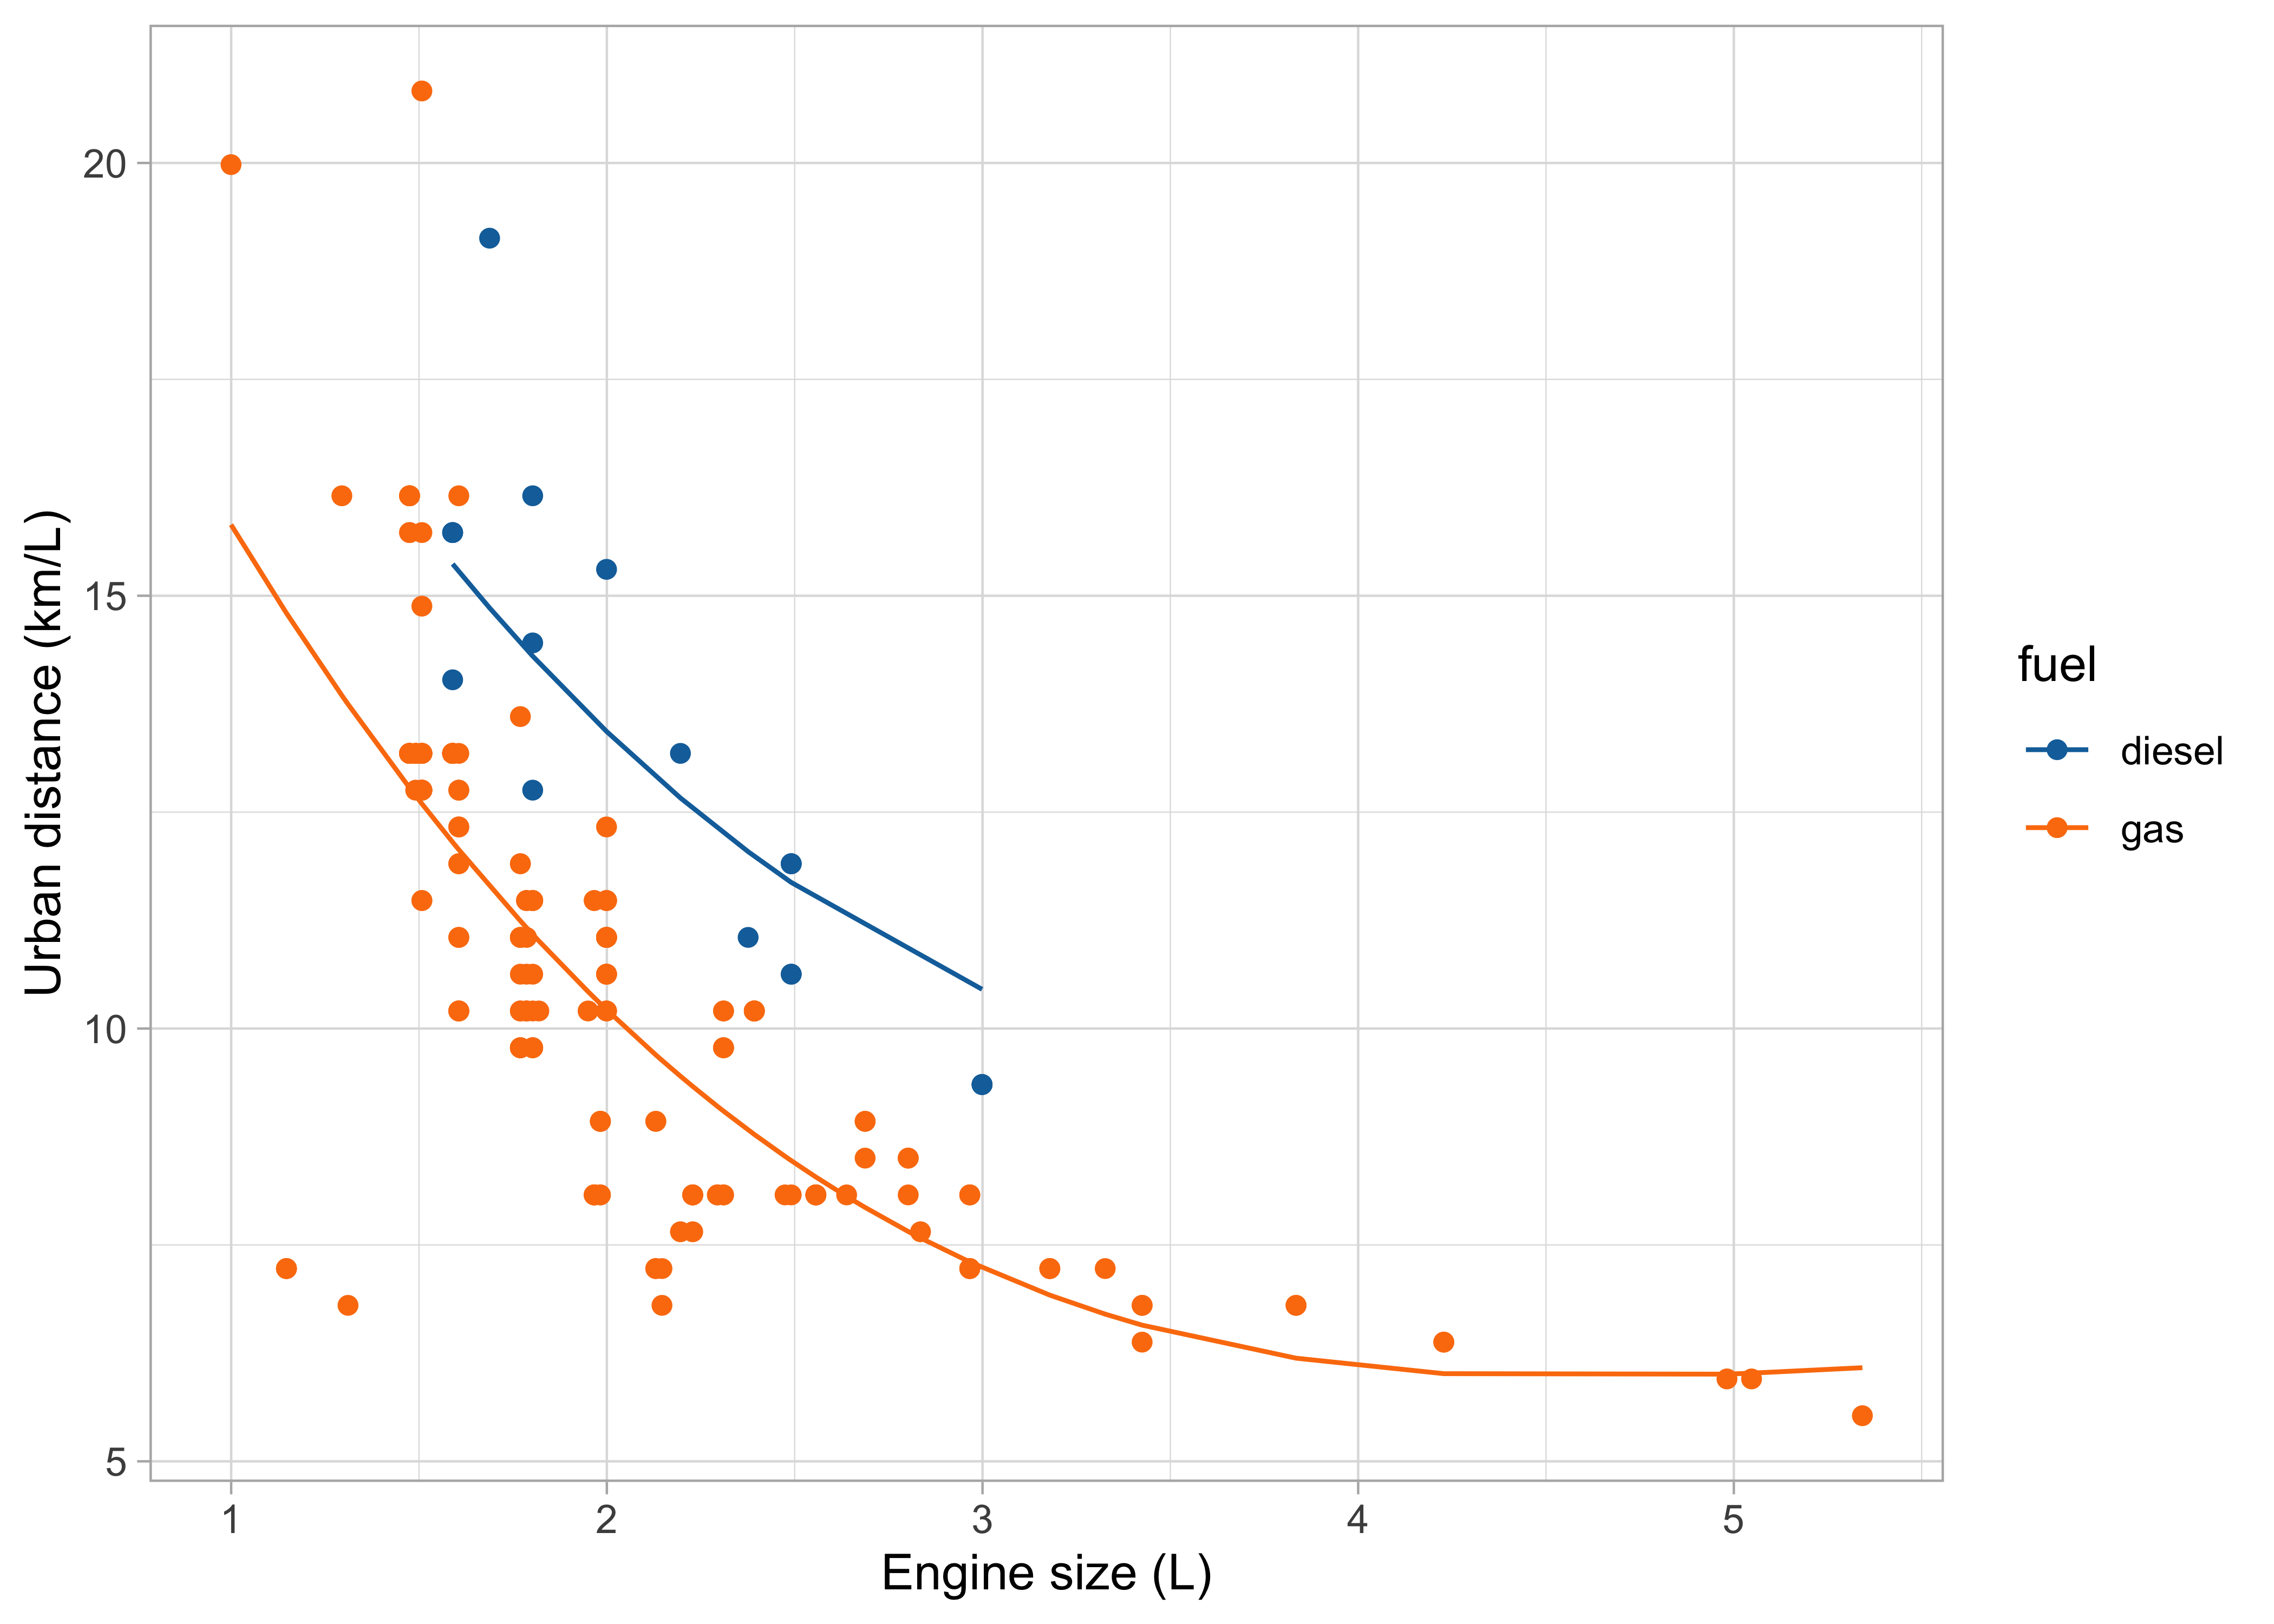 20
15
10
5
Urban distance (km/L)
1 2 3 4 5
Engine size (L)
fuel
diesel
gas